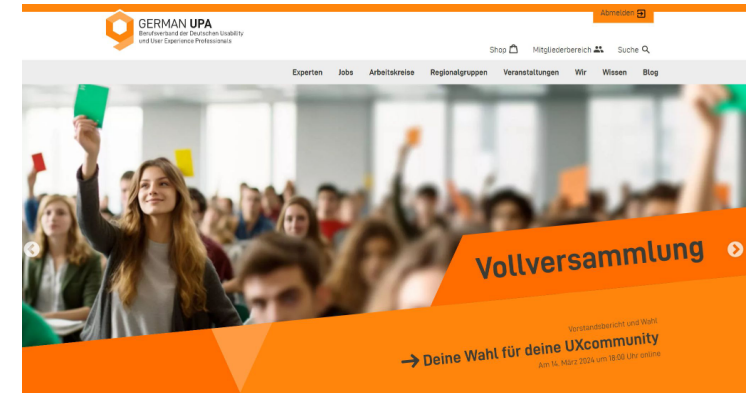 Abmelden
GERMAN UPA
Berufsverband der Deutschen Usability
und User Experience Professionals
Shop
Mitgliederbereich
Suche
Experten Jobs Arbeitskreise Regionalgruppen Veranstaltungen Wir Wissen Blog
Vollversammlung
Vorstandsbericht und Wahl
Deine Wahl für deine UXcommunity
Am 14. März 2024 um 18:00 Uhr online